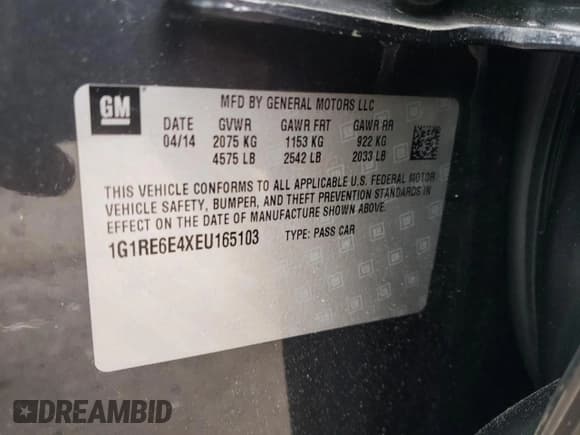 GM
MFD BY GENERAL MOTORS LLC
DATE GVWR GAWR FRT GAWR RR
04/14 2075 KG 1153 KG 922 KG
4575 LB 2542 LB 2033 LB
THIS VEHICLE CONFORMS TO ALL APPLICABLE U.S. FEDERAL MOTOR
VEHICLE SAFETY, BUMPER, AND THEFT PREVENTION STANDARDS IN
EFFECT ON THE DATE OF MANUFACTURE SHOWN ABOVE.
1G1RE6E4XEU165103 TYPE: PASS CAR
DREAMBID